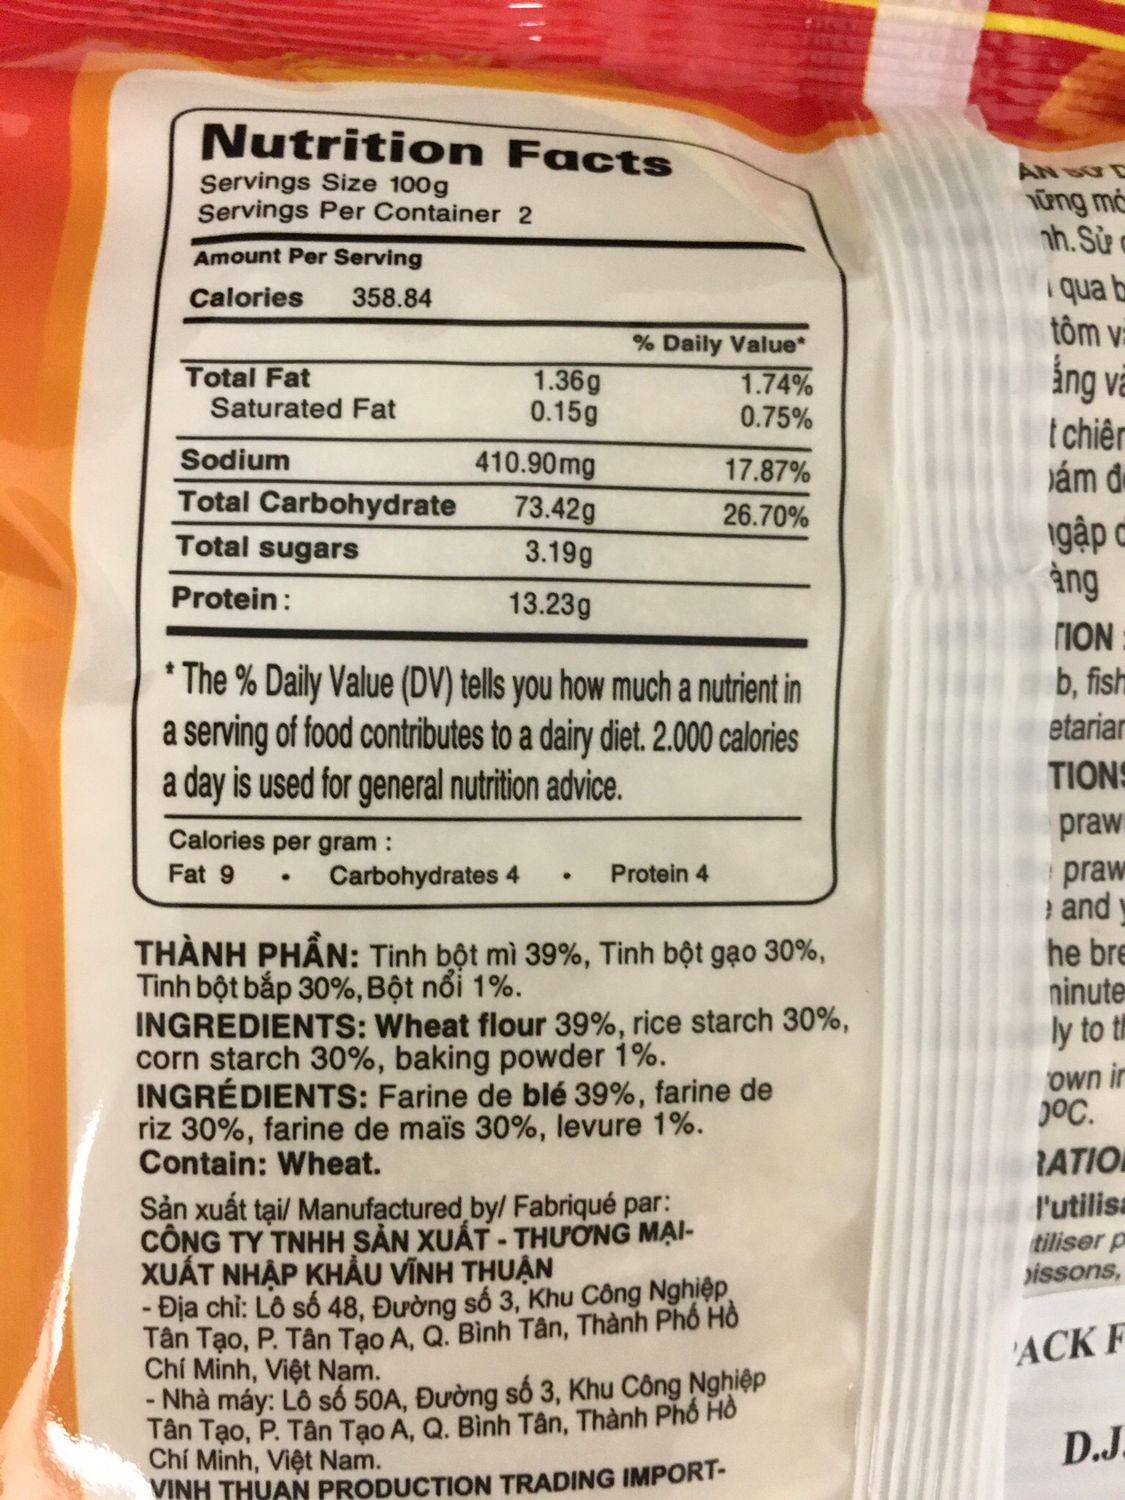 Nutrition Facts
Servings Size 100g
Servings Per Container 2
Amount Per Serving
Calories 358.84
% Daily Value*
Total Fat 1.36g 1.74%
Saturated Fat 0.15g 0.75%
Sodium 410.90mg 17.87%
Total Carbohydrate 73.42g 26.70%
Total sugars 3.19g
Protein: 13.23g
* The % Daily Value (DV) tells you how much a nutrient in
a serving of food contributes to a dairy diet. 2.000 calories
a day is used for general nutrition advice.
Calories per gram :
Fat 9 • Carbohydrates 4 • Protein 4
THÀNH PHẦN: Tinh bột mì 39%, Tinh bột gạo 30%,
Tinh bột bắp 30%, Bột nổi 1%.
INGREDIENTS: Wheat flour 39%, rice starch 30%,
corn starch 30%, baking powder 1%.
INGRÉDIENTS: Farine de blé 39%, farine de
riz 30%, farine de maïs 30%, levure 1%.
Contain: Wheat.
Sản xuất tại/ Manufactured by/ Fabriqué par:
CÔNG TY TNHH SẢN XUẤT - THƯƠNG MẠI-
XUẤT NHẬP KHẨU VĨNH THUẬN
- Địa chỉ: Lô số 48, Đường số 3, Khu Công Nghiệp
Tân Tạo, P. Tân Tạo A, Q. Bình Tân, Thành Phố Hồ
Chí Minh, Việt Nam.
- Nhà máy: Lô số 50A, Đường số 3, Khu Công Nghiệp
Tân Tạo, P. Tân Tạo A, Q. Bình Tân, Thành Phố Hồ
Chí Minh, Việt Nam.
VINH THUAN PRODUCTION TRADING IMPORT-
nh. Sử
qua
tôm
TION :
and
ly to
0°C.
l'utilis
tiliser
issons,
ACK
D.J.